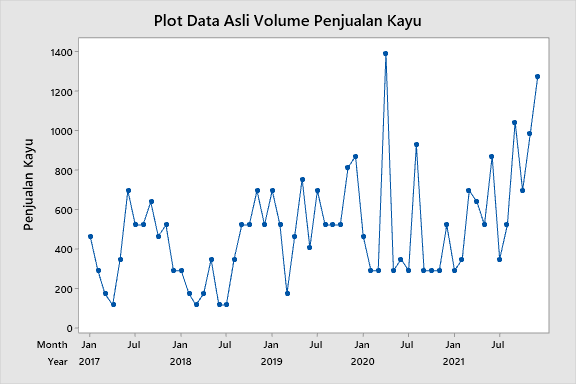 Plot Data Asli Volume Penjualan Kayu
1400
1200
1000
800
600
400
200
0
Penjualan Kayu
Month Jan Jul Jan Jul Jan Jul Jan Jul Jan Jul
Year 2017 2018 2019 2020 2021